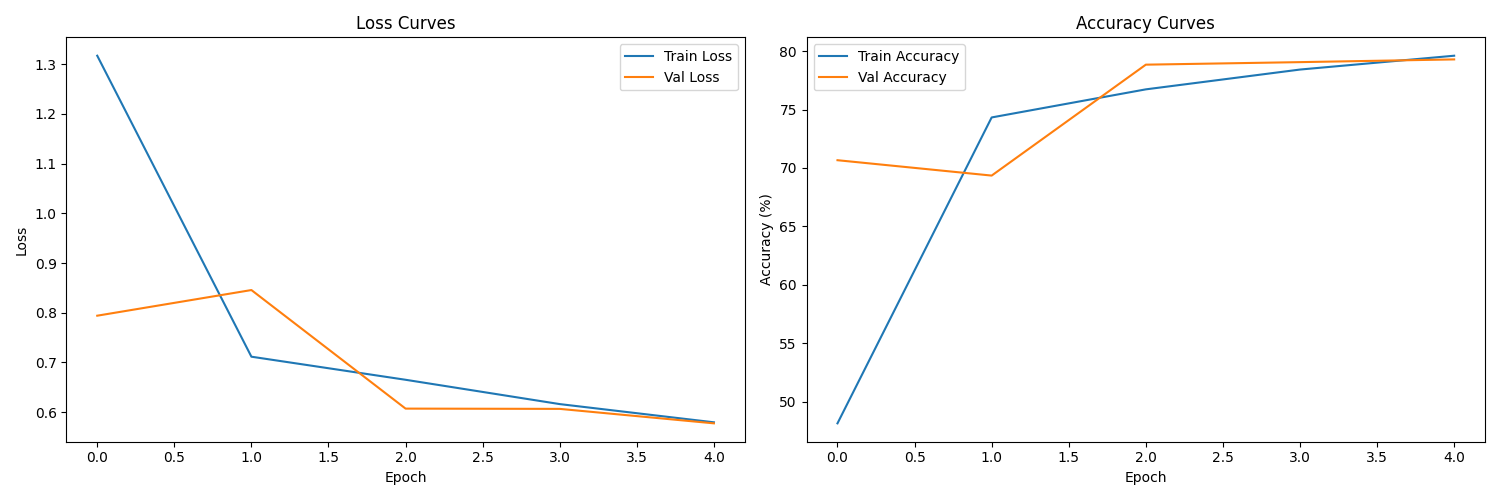 Loss Curves
Train Loss
Val Loss
Loss
1.3
1.2
1.1
1.0
0.9
0.8
0.7
0.6
0.0 0.5 1.0 1.5 2.0 2.5 3.0 3.5 4.0
Epoch
Accuracy Curves
Train Accuracy
Val Accuracy
Accuracy (%)
80
75
70
65
60
55
50
0.0 0.5 1.0 1.5 2.0 2.5 3.0 3.5 4.0
Epoch